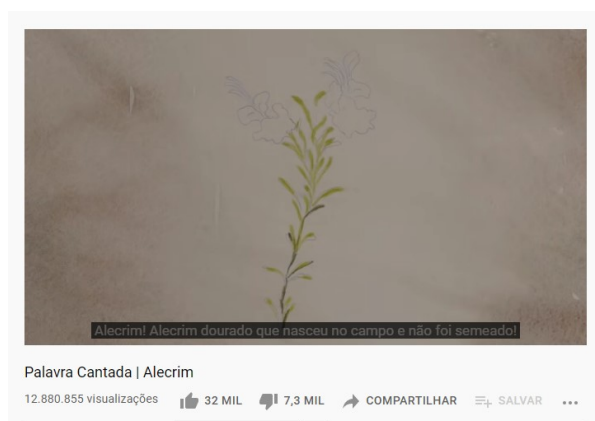 Alecrim! Alecrim dourado que nasceu no campo e não foi semeado!
Palavra Cantada | Alecrim
12.880.855 visualizações 32 MIL 7,3 MIL COMPARTILHAR SALVAR